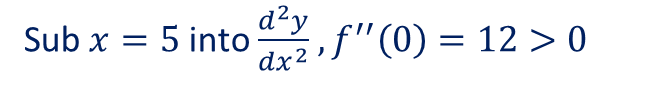 Sub x = 5 into d²y/dx² , f''(0) = 12 > 0